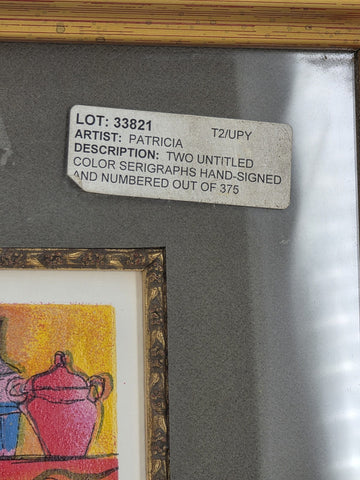 LOT: 33821
ARTIST: PATRICIA T2/UPY
DESCRIPTION: TWO UNTITLED
COLOR SERIGRAPHS HAND-SIGNED
AND NUMBERED OUT OF 375